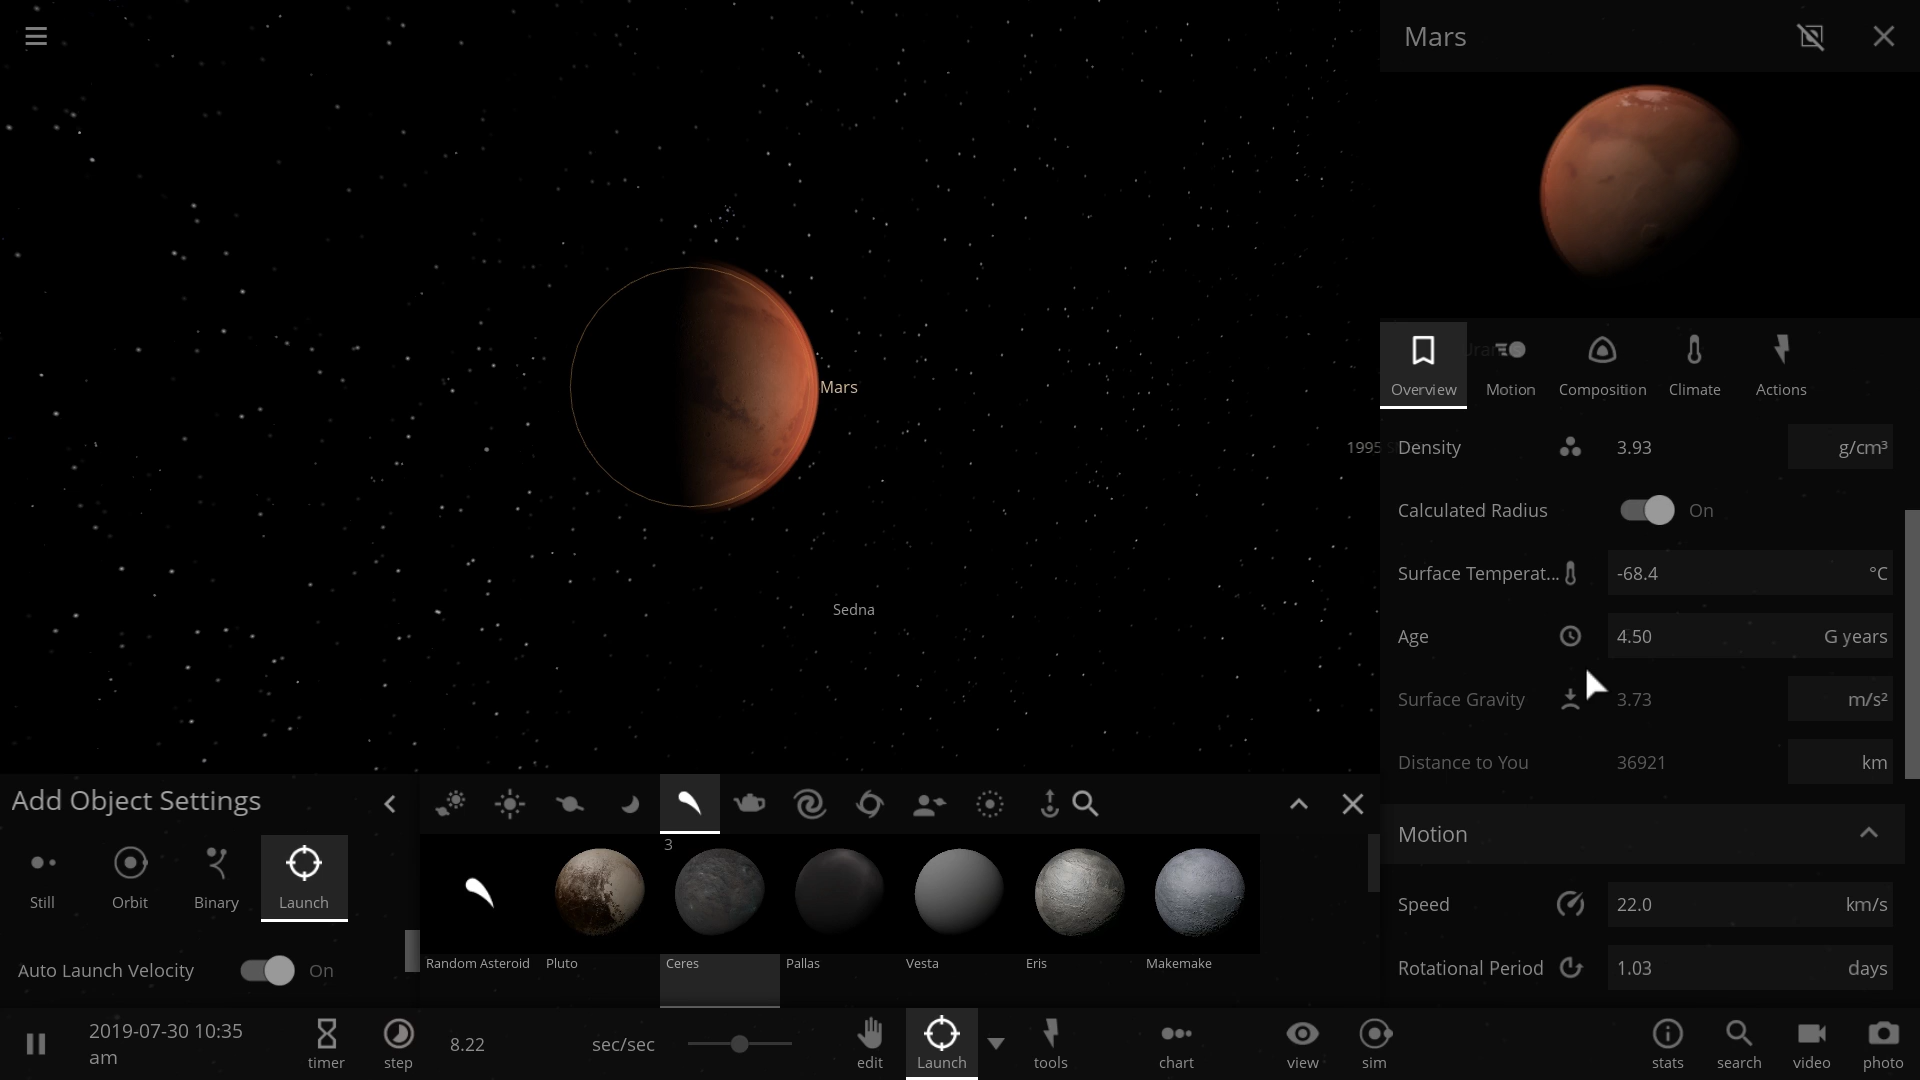 Mars
Mars
Sedna
1995
Overview
Motion
Composition
Climate
Actions
Density 3.93 g/cm³
Calculated Radius On
Surface Temperat... -68.4 °C
Age 4.50 G years
Surface Gravity 3.73 m/s²
Distance to You 36921 km
Motion
Speed 22.0 km/s
Rotational Period 1.03 days
Add Object Settings
Still
Orbit
Binary
Launch
Auto Launch Velocity On
3
Random Asteroid
Pluto
Ceres
Pallas
Vesta
Eris
Makemake
2019-07-30 10:35
am
timer
step
8.22 sec/sec
edit
Launch
tools
chart
view
sim
stats
search
video
photo